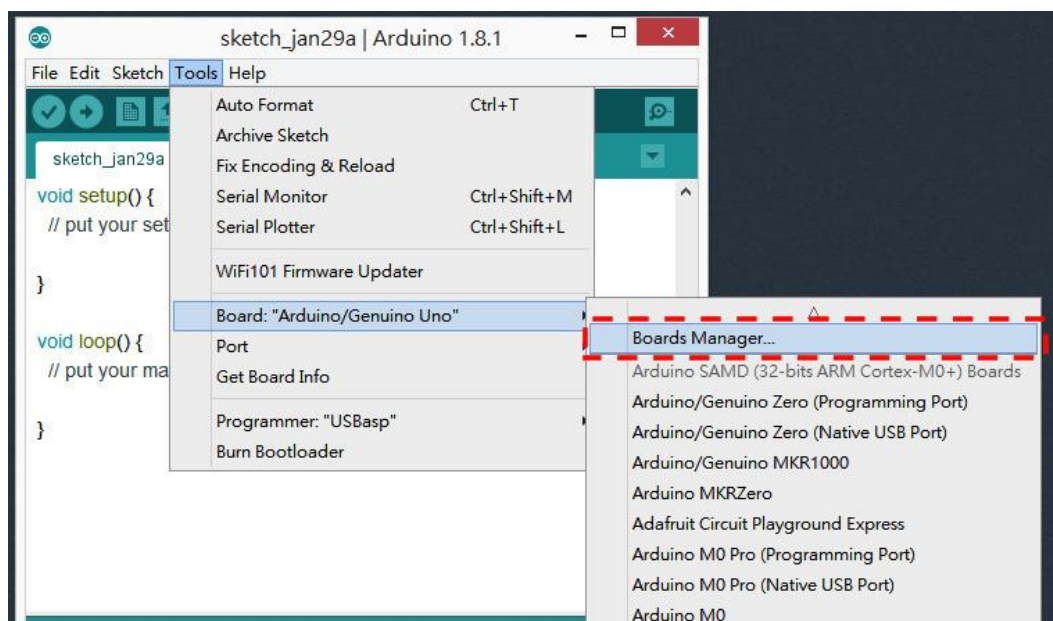 sketch_jan29a | Arduino 1.8.1
File Edit Sketch Tools Help
Auto Format Ctrl+T
Archive Sketch
sketch_jan29a
Fix Encoding & Reload
void setup() {
Serial Monitor Ctrl+Shift+M
// put your set
Serial Plotter Ctrl+Shift+L
WiFi101 Firmware Updater
}
Board: "Arduino/Genuino Uno"
void loop() {
Port
// put your ma
Get Board Info
Programmer: "USBasp"
}
Burn Bootloader
Boards Manager...
Arduino SAMD (32-bits ARM Cortex-M0+) Boards
Arduino/Genuino Zero (Programming Port)
Arduino/Genuino Zero (Native USB Port)
Arduino/Genuino MKR1000
Arduino MKRZero
Adafruit Circuit Playground Express
Arduino M0 Pro (Programming Port)
Arduino M0 Pro (Native USB Port)
Arduino M0